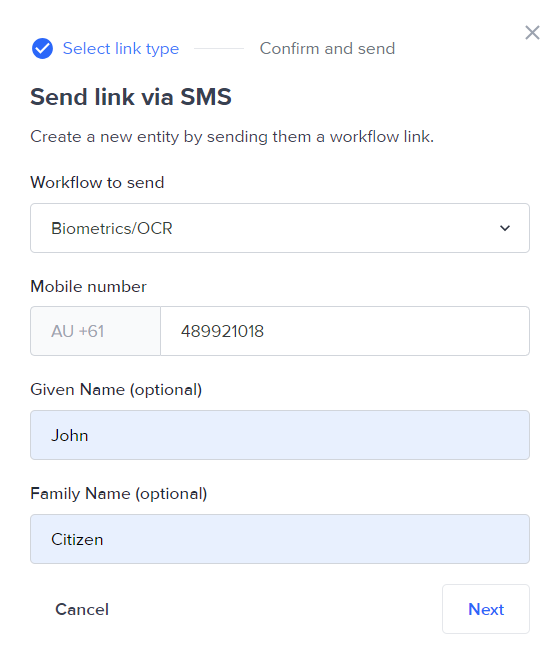 Select link type
Confirm and send
Send link via SMS
Create a new entity by sending them a workflow link.
Workflow to send
Biometrics/OCR
Mobile number
AU +61
489921018
Given Name (optional)
John
Family Name (optional)
Citizen
Cancel
Next